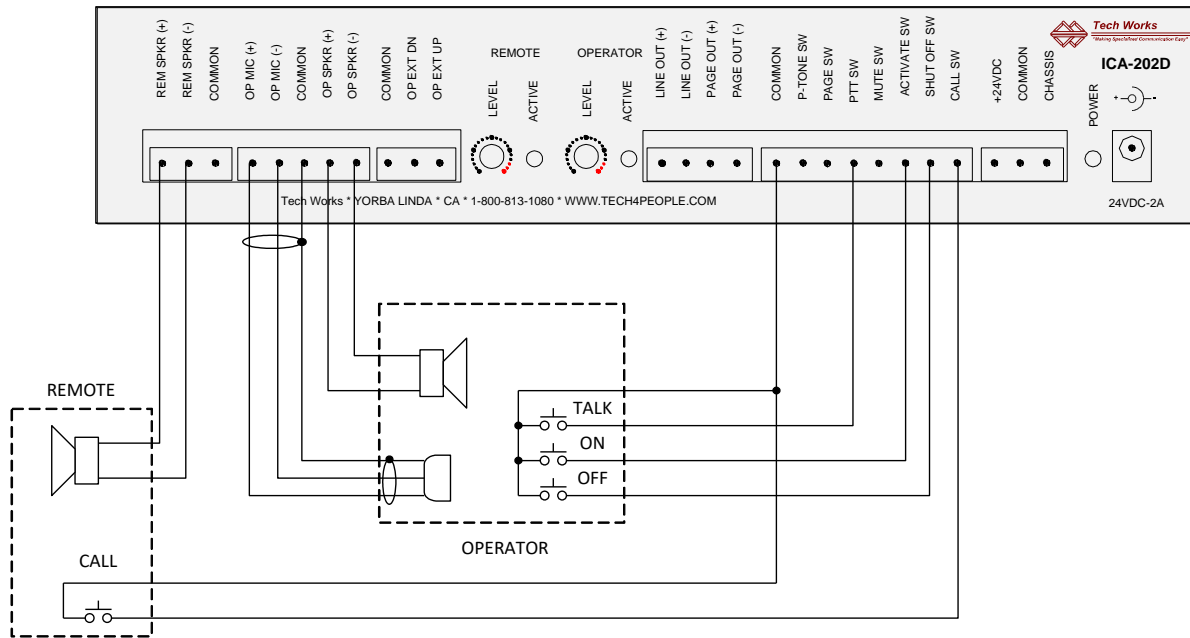 REM SPKR (+)
REM SPKR (-)
COMMON
OP MIC (+)
OP MIC (-)
COMMON
OP SPKR (+)
OP SPKR (-)
COMMON
OP EXT DN
OP EXT UP
REMOTE
LEVEL
ACTIVE
OPERATOR
LEVEL
ACTIVE
LINE OUT (+)
LINE OUT (-)
PAGE OUT (+)
PAGE OUT (-)
COMMON
P-TONE SW
PAGE SW
PTT SW
MUTE SW
ACTIVATE SW
SHUT OFF SW
CALL SW
+24VDC
COMMON
CHASSIS
POWER
Tech Works
"Making Specialized Communication Easy"
ICA-202D
+ -
24VDC-2A
Tech Works * YORBA LINDA * CA * 1-800-813-1080 * WWW.TECH4PEOPLE.COM
REMOTE
CALL
TALK
ON
OFF
OPERATOR